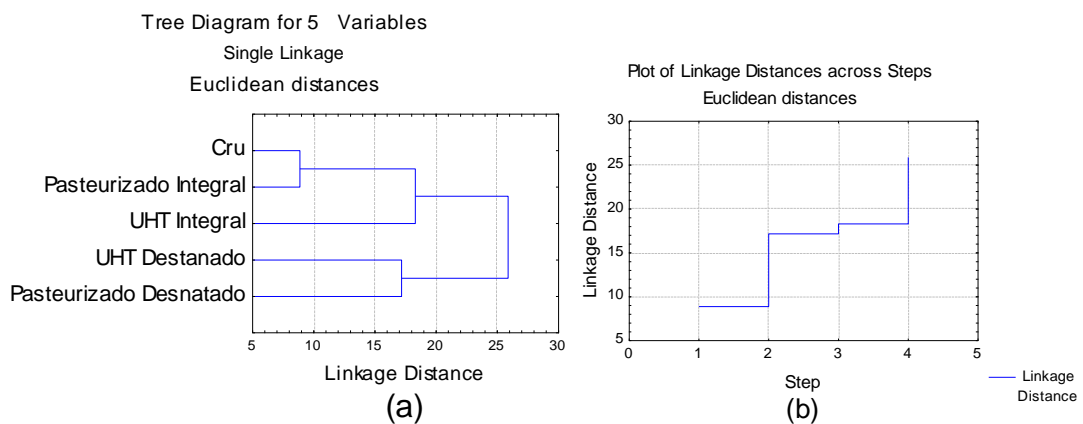 Tree Diagram for 5 Variables
Single Linkage
Euclidean distances
Cru
Pasteurizado Integral
UHT Integral
UHT Destanado
Pasteurizado Desnatado
5 10 15 20 25 30
Linkage Distance
(a)
Plot of Linkage Distances across Steps
Euclidean distances
Linkage Distance
30
25
20
15
10
5
0 1 2 3 4 5
Step
(b)
Linkage
Distance